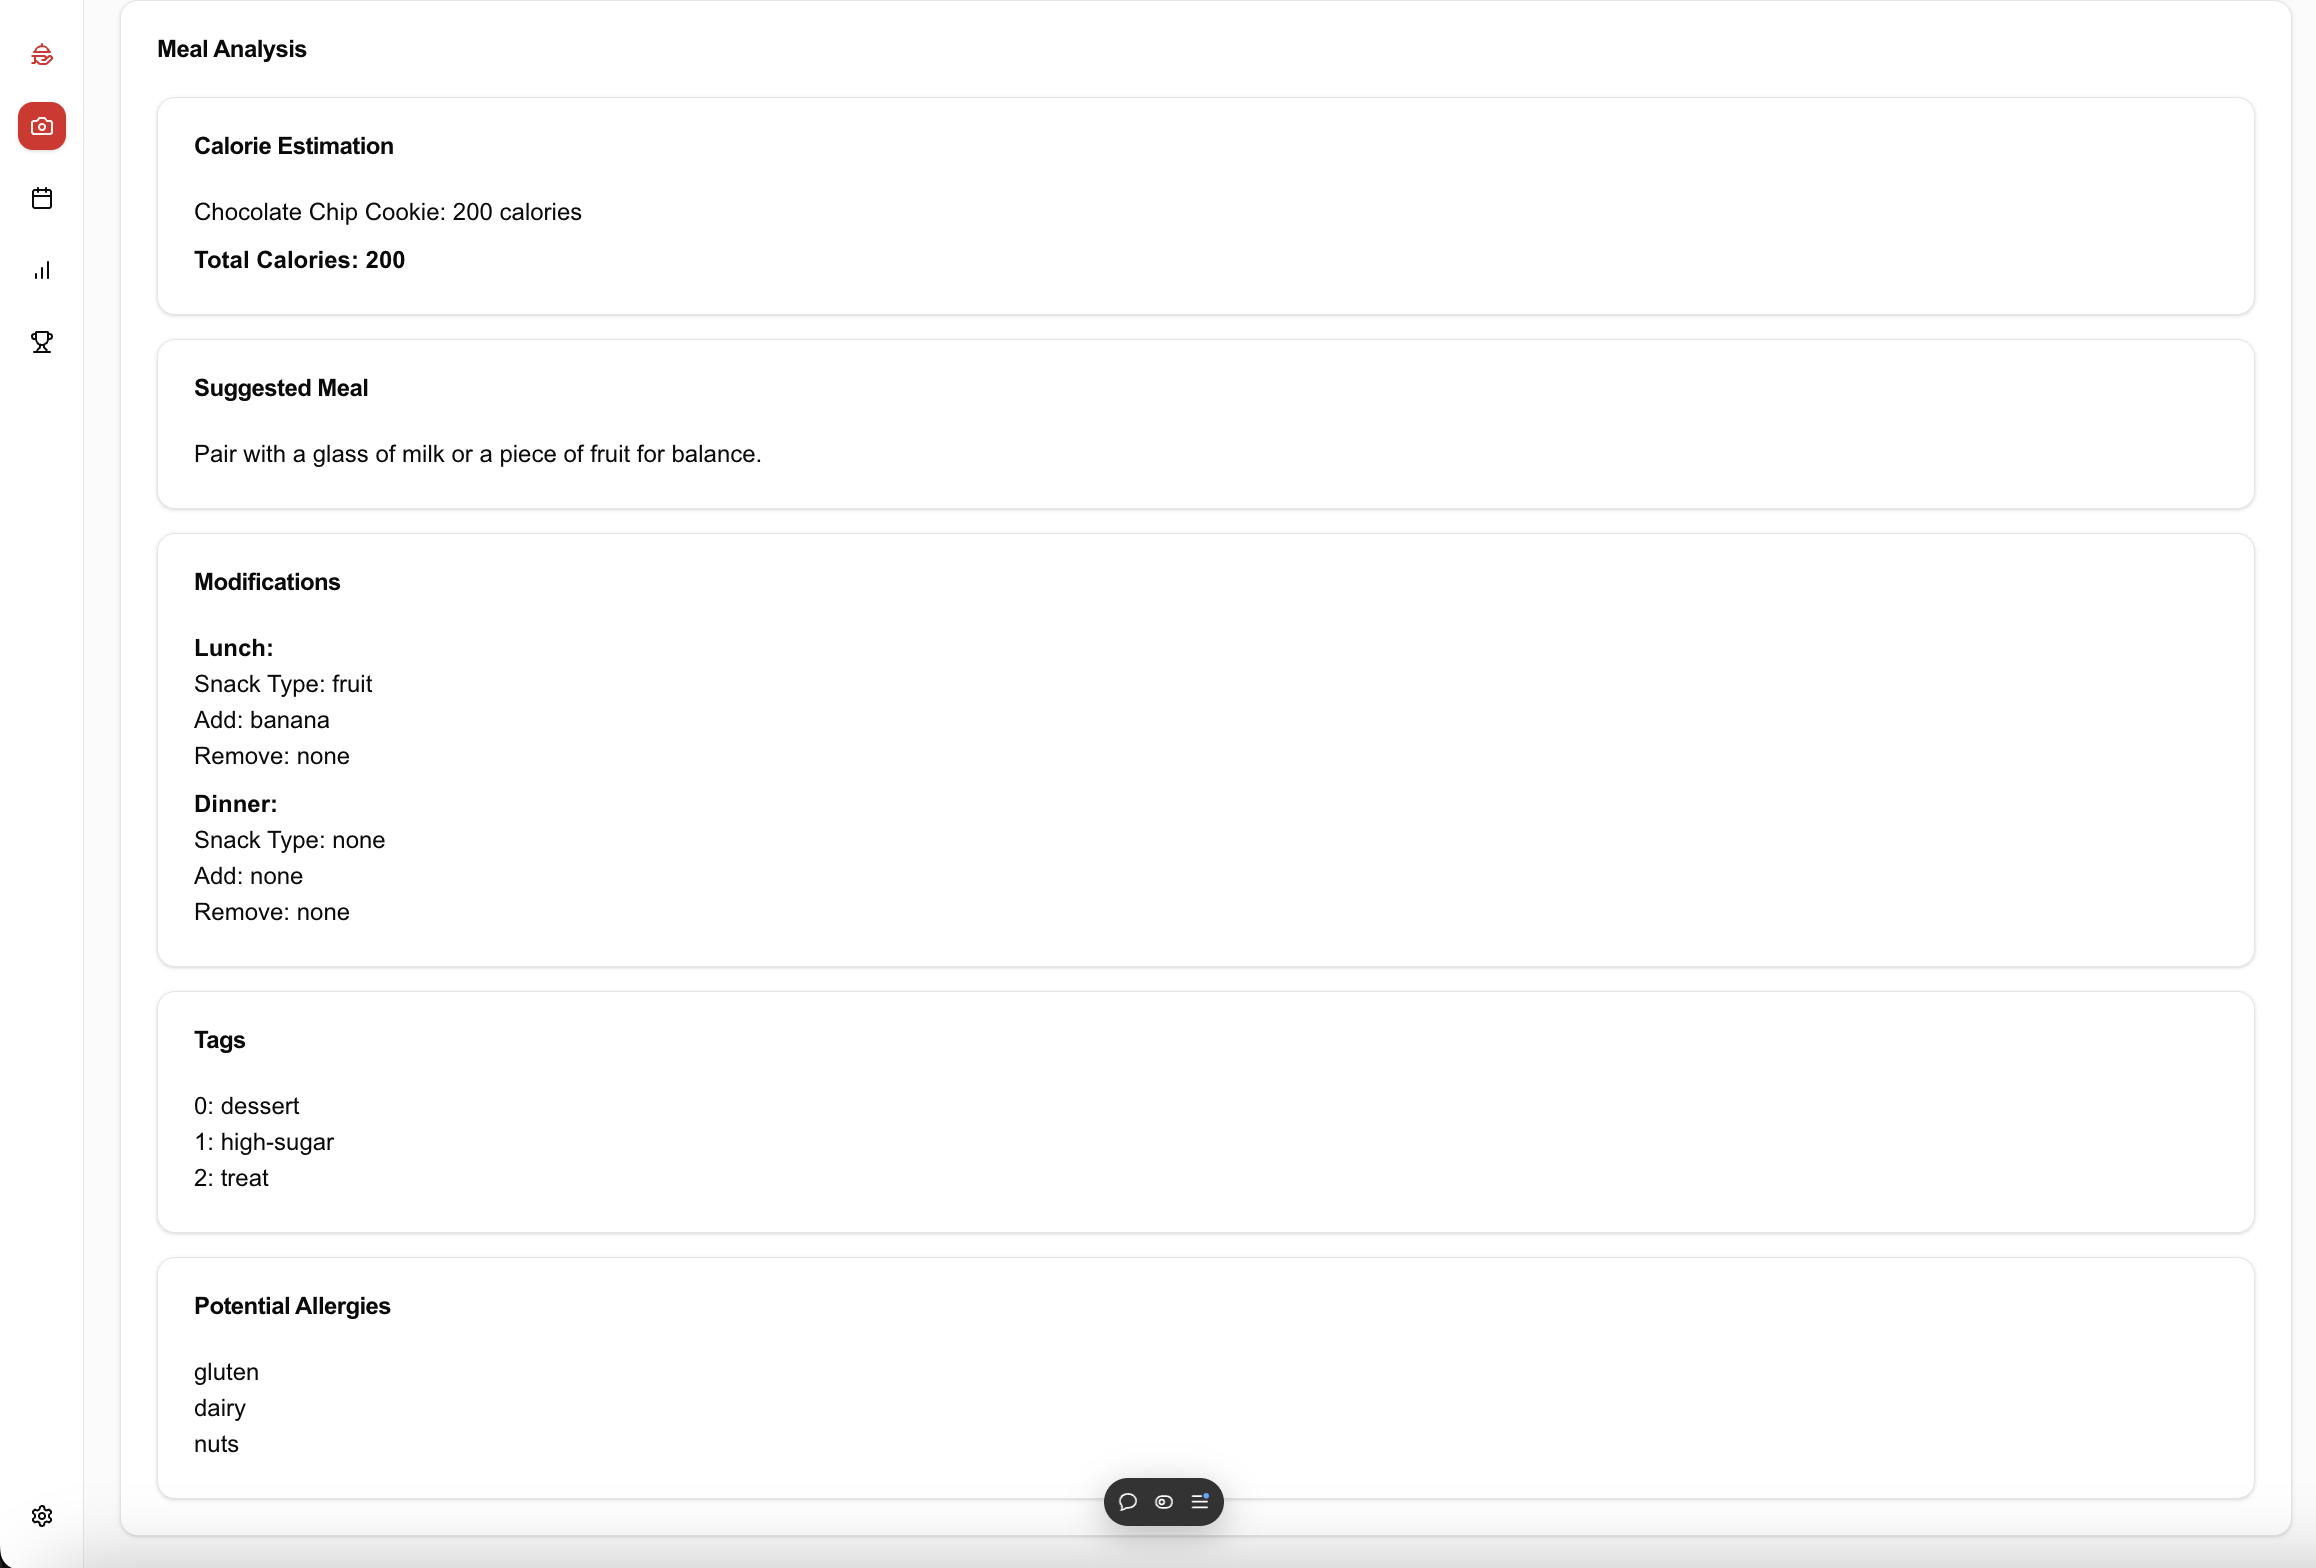 Meal Analysis
Calorie Estimation
Chocolate Chip Cookie: 200 calories
Total Calories: 200
Suggested Meal
Pair with a glass of milk or a piece of fruit for balance.
Modifications
Lunch:
Snack Type: fruit
Add: banana
Remove: none
Dinner:
Snack Type: none
Add: none
Remove: none
Tags
0: dessert
1: high-sugar
2: treat
Potential Allergies
gluten
dairy
nuts